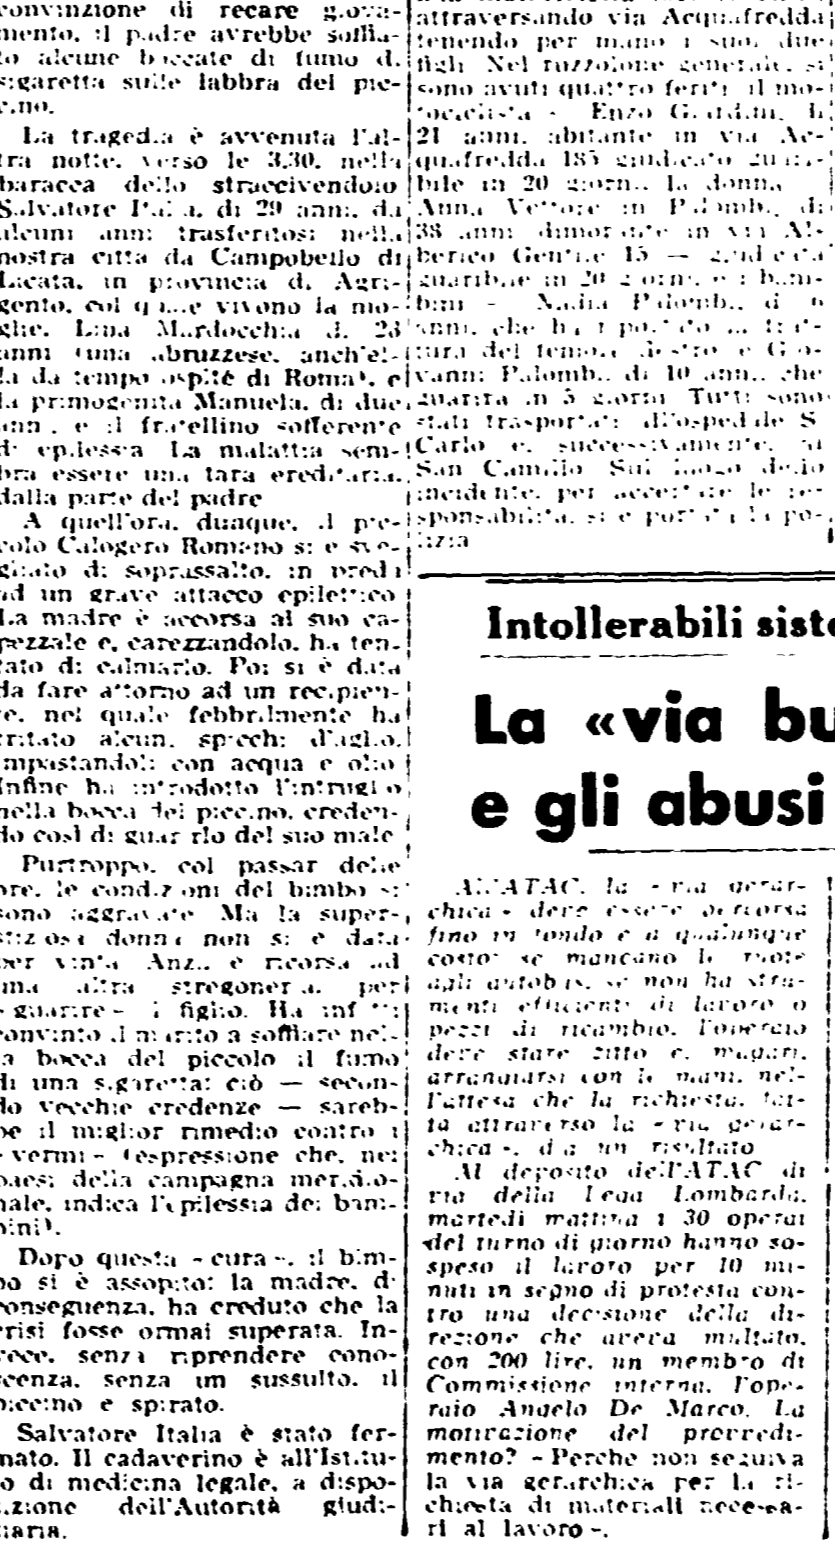 convinzione di recare giova-
mento, il padre avrebbe soffia-
to alcune boccate di fumo di
sigaretta sulle labbra del pic-
cino.
La tragedia è avvenuta l'al-
tra notte, verso le 3,30, nella
baracca dello straccivendolo
Salvatore Italia, di 29 anni, da
alcuni anni trasferitosi nella
nostra città da Campobello di
Licata, in provincia di Agri-
gento, col quale vivono la mo-
glie, Lina Mardocchia di 23
anni (una abruzzese, anch'el-
la da tempo ospite di Roma), e
la primogenita Manuela, di due
anni, e il fratellino sofferente
di epilessia. La malattia sem-
bra essere una tara ereditaria,
dalla parte del padre
A quell'ora, dunque, il pic-
colo Calogero Romano si è sve-
gliato di soprassalto, in preda
ad un grave attacco epilettico
La madre è accorsa al suo ca-
pezzale e, carezzandolo, ha ten-
tato di calmarlo. Poi si è data
da fare attorno ad un recipien-
te, nel quale febbrilmente ha
tritato alcuni spicchi d'aglio,
impastandoli con acqua e olio
Infine ha introdotto l'intruglio
nella bocca del piccino, creden-
do così di guarirlo del suo male
Purtroppo, col passar delle
ore, le condizioni del bimbo si
sono aggravate Ma la super-
stiziosa donna non si è data
per vinta Anzi, è ricorsa ad
una altra stregoneria per
« guarire » il figlio. Ha infatti
convinto il marito a soffiare nel-
la bocca del piccolo il fumo
di una sigaretta: ciò — secon-
do vecchie credenze — sareb-
be il miglior rimedio contro i
« vermi » (espressione che, nei
paesi della campagna meridio-
nale, indica l'epilessia dei bam-
bini).
Dopo questa « cura », il bim-
bo si è assopito: la madre, di
conseguenza, ha creduto che la
crisi fosse ormai superata. In-
vece, senza riprendere cono-
scenza, senza un sussulto, il
piccino è spirato.
Salvatore Italia è stato fer-
mato. Il cadaverino è all'Istitu-
to di medicina legale, a dispo-
sizione dell'Autorità giudi-
ziaria.
attraversando via Acquafredda
tenendo per mano i suoi due
figli Nel ruzzolone generale, si
sono avuti quattro feriti il mo-
tociclista - Enzo di
21 anni, abitante in via Ac-
quafredda 185 giudicato guari-
bile in 20 giorni, la donna -
Anna Vettore in Palombi, di
38 anni dimorante in via Al-
berico Gentile 15 — giudicata
guaribile in 20 giorni e i bam-
bini - Nadia Palombi, di 6
anni, che ha riportato la frat-
tura del femore destro e Gio-
vanni Palombi, di 10 anni, che
guarirà in 5 giorni Tutti sono
stati trasportati all'ospedale S
Carlo e, successivamente, al
San Camillo Sul luogo dello
incidente, per accertare le re-
sponsabilità, si è portata la po-
lizia
Intollerabili siste
La «via bu
e gli abusi
All'ATAC, la « via gerar-
chica » deve essere percorsa
fino in fondo e a qualunque
costo: se mancano le ruote
agli autobus, se non ha stru-
menti efficienti di lavoro o
pezzi di ricambio, l'operaio
deve stare zitto e, magari,
arrangiarsi con le mani, nel-
l'attesa che la richiesta, fat-
ta attraverso la « via gerar-
chica », dia un risultato
Al deposito dell'ATAC di
via della Lega Lombarda,
martedì mattina i 30 operai
del turno di giorno hanno so-
speso il lavoro per 10 mi-
nuti in segno di protesta con-
tro una decisione della di-
rezione che aveva multato,
con 200 lire, un membro di
Commissione interna, l'ope-
raio Angelo De Marco. La
motivazione del provvedi-
mento? « Perchè non seguiva
la via gerarchica per la ri-
chiesta di materiali necessa-
ri al lavoro ».